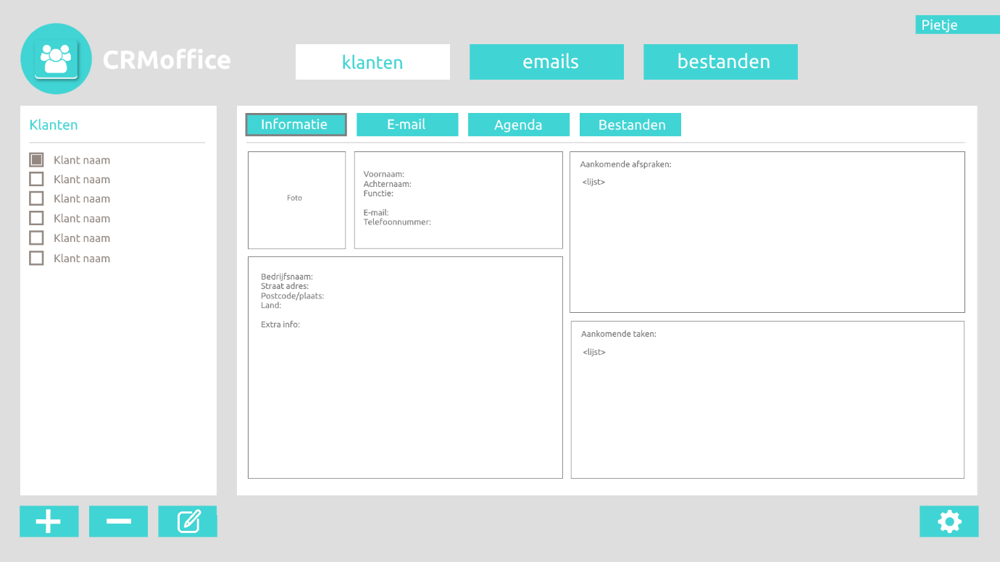 Pietje
CRMoffice
klanten
emails
bestanden
Klanten
Klant naam
Klant naam
Klant naam
Klant naam
Klant naam
Klant naam
Informatie
E-mail
Agenda
Bestanden
Foto
Voornaam:
Achternaam:
Functie:
E-mail:
Telefoonnummer:
Bedrijfsnaam:
Straat adres:
Postcode/plaats:
Land:
Extra info:
Aankomende afspraken:
<lijst>
Aankomende taken:
<lijst>